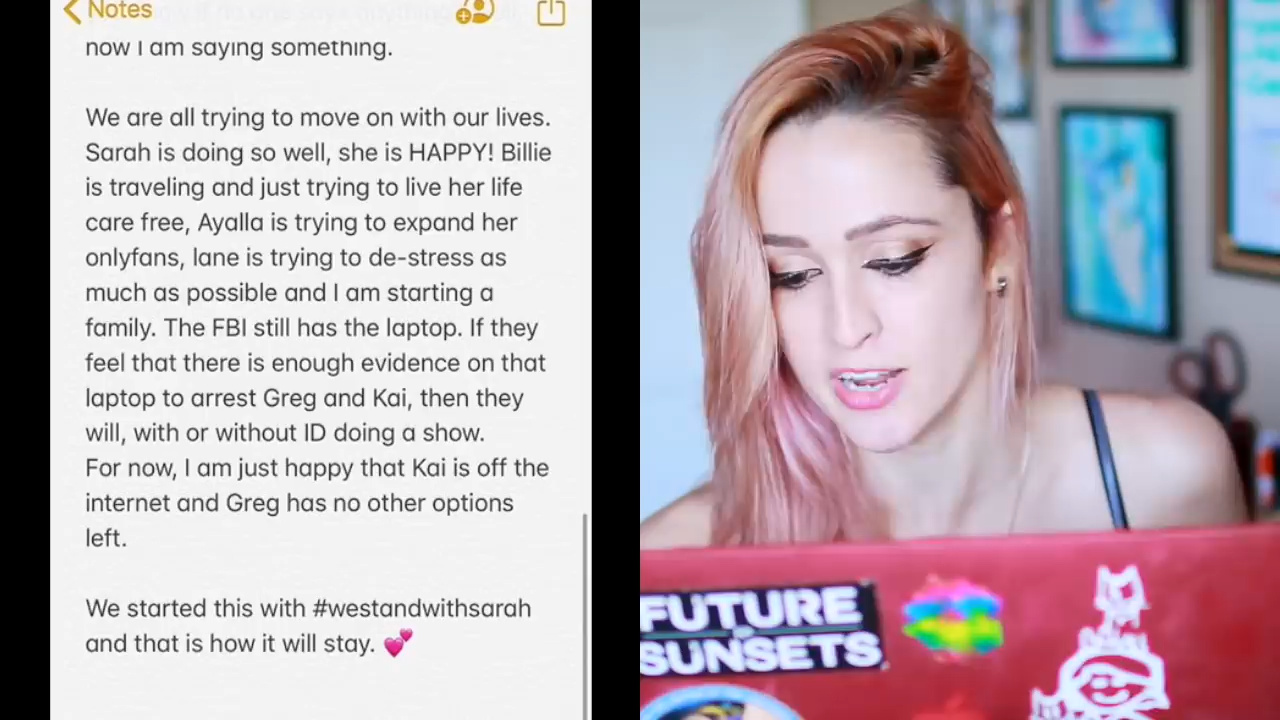 Notes
now I am saying something.
We are all trying to move on with our lives.
Sarah is doing so well, she is HAPPY! Billie
is traveling and just trying to live her life
care free, Ayalla is trying to expand her
onlyfans, lane is trying to de-stress as
much as possible and I am starting a
family. The FBI still has the laptop. If they
feel that there is enough evidence on that
laptop to arrest Greg and Kai, then they
will, with or without ID doing a show.
For now, I am just happy that Kai is off the
internet and Greg has no other options
left.
We started this with #westandwithsarah
and that is how it will stay. 💕
FUTURE
SUNSETS